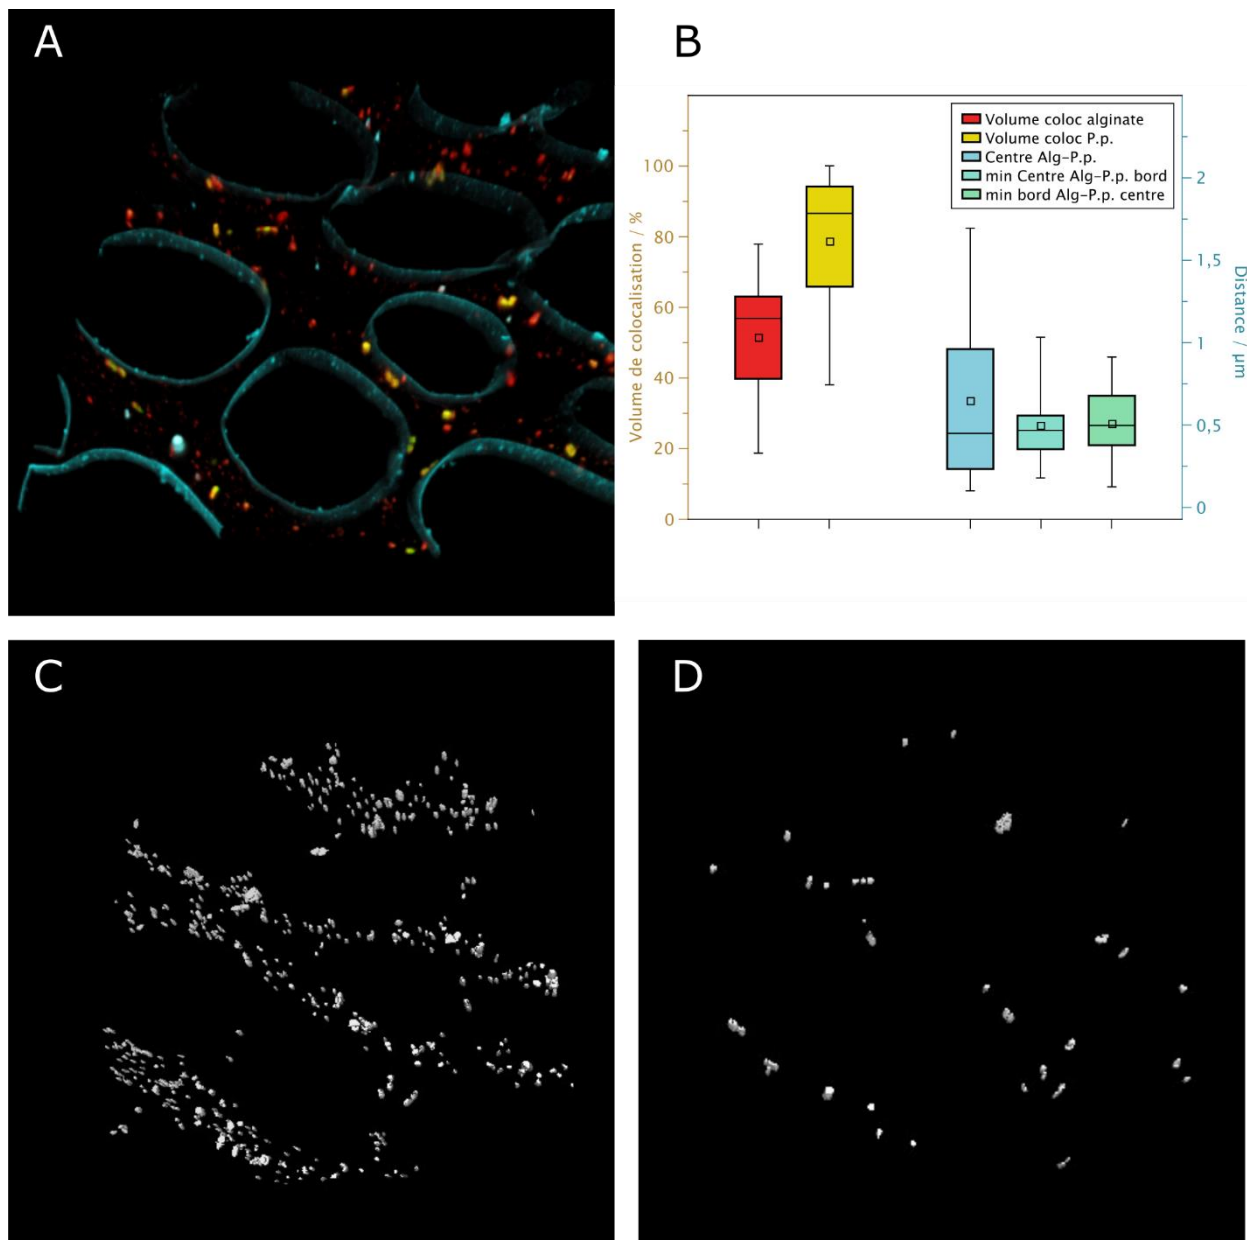 A
B
Volume coloc alginate
Volume coloc P.p.
Centre Alg-P.p.
min Centre Alg-P.p. bord
min bord Alg-P.p. centre
Volume de colocalisation / %
100
80
60
40
20
0
2
1,5
1
0,5
0
Distance / µm
C
D